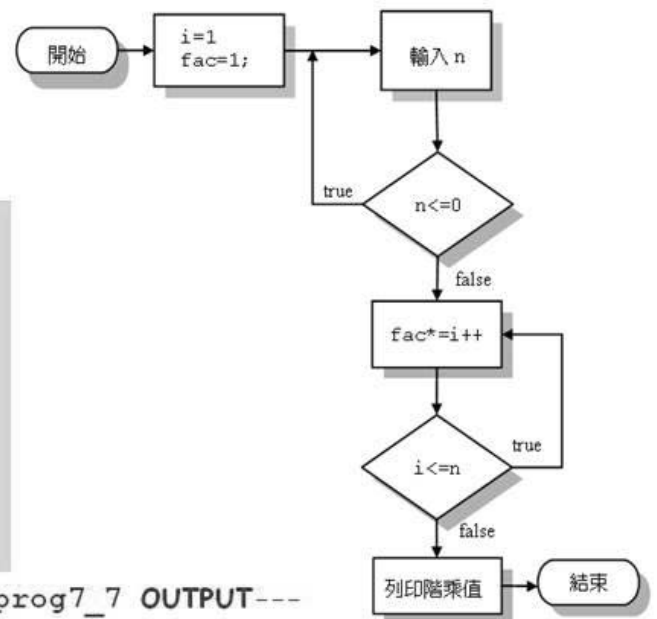 開始
i=1
fac=1;
輸入 n
true
n<=0
false
fac*=i++
true
i<=n
false
列印階乘值
結束
prog7_7 OUTPUT---